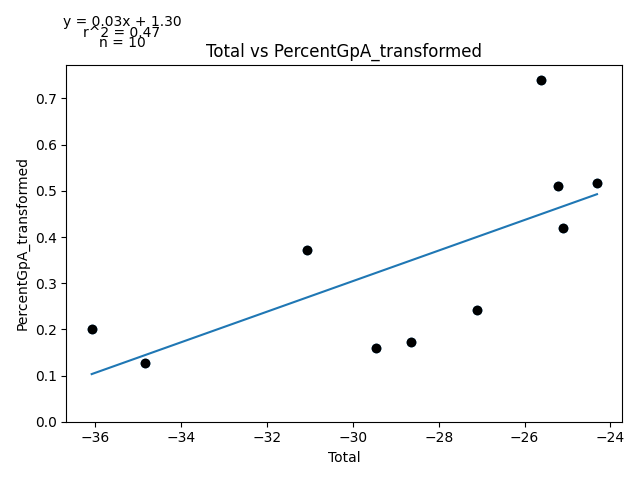 y = 0.03x + 1.30
r^2 = 0.47
n = 10
Total vs PercentGpA_transformed
PercentGpA_transformed
0.7
0.6
0.5
0.4
0.3
0.2
0.1
0.0
−36 −34 −32 −30 −28 −26 −24
Total